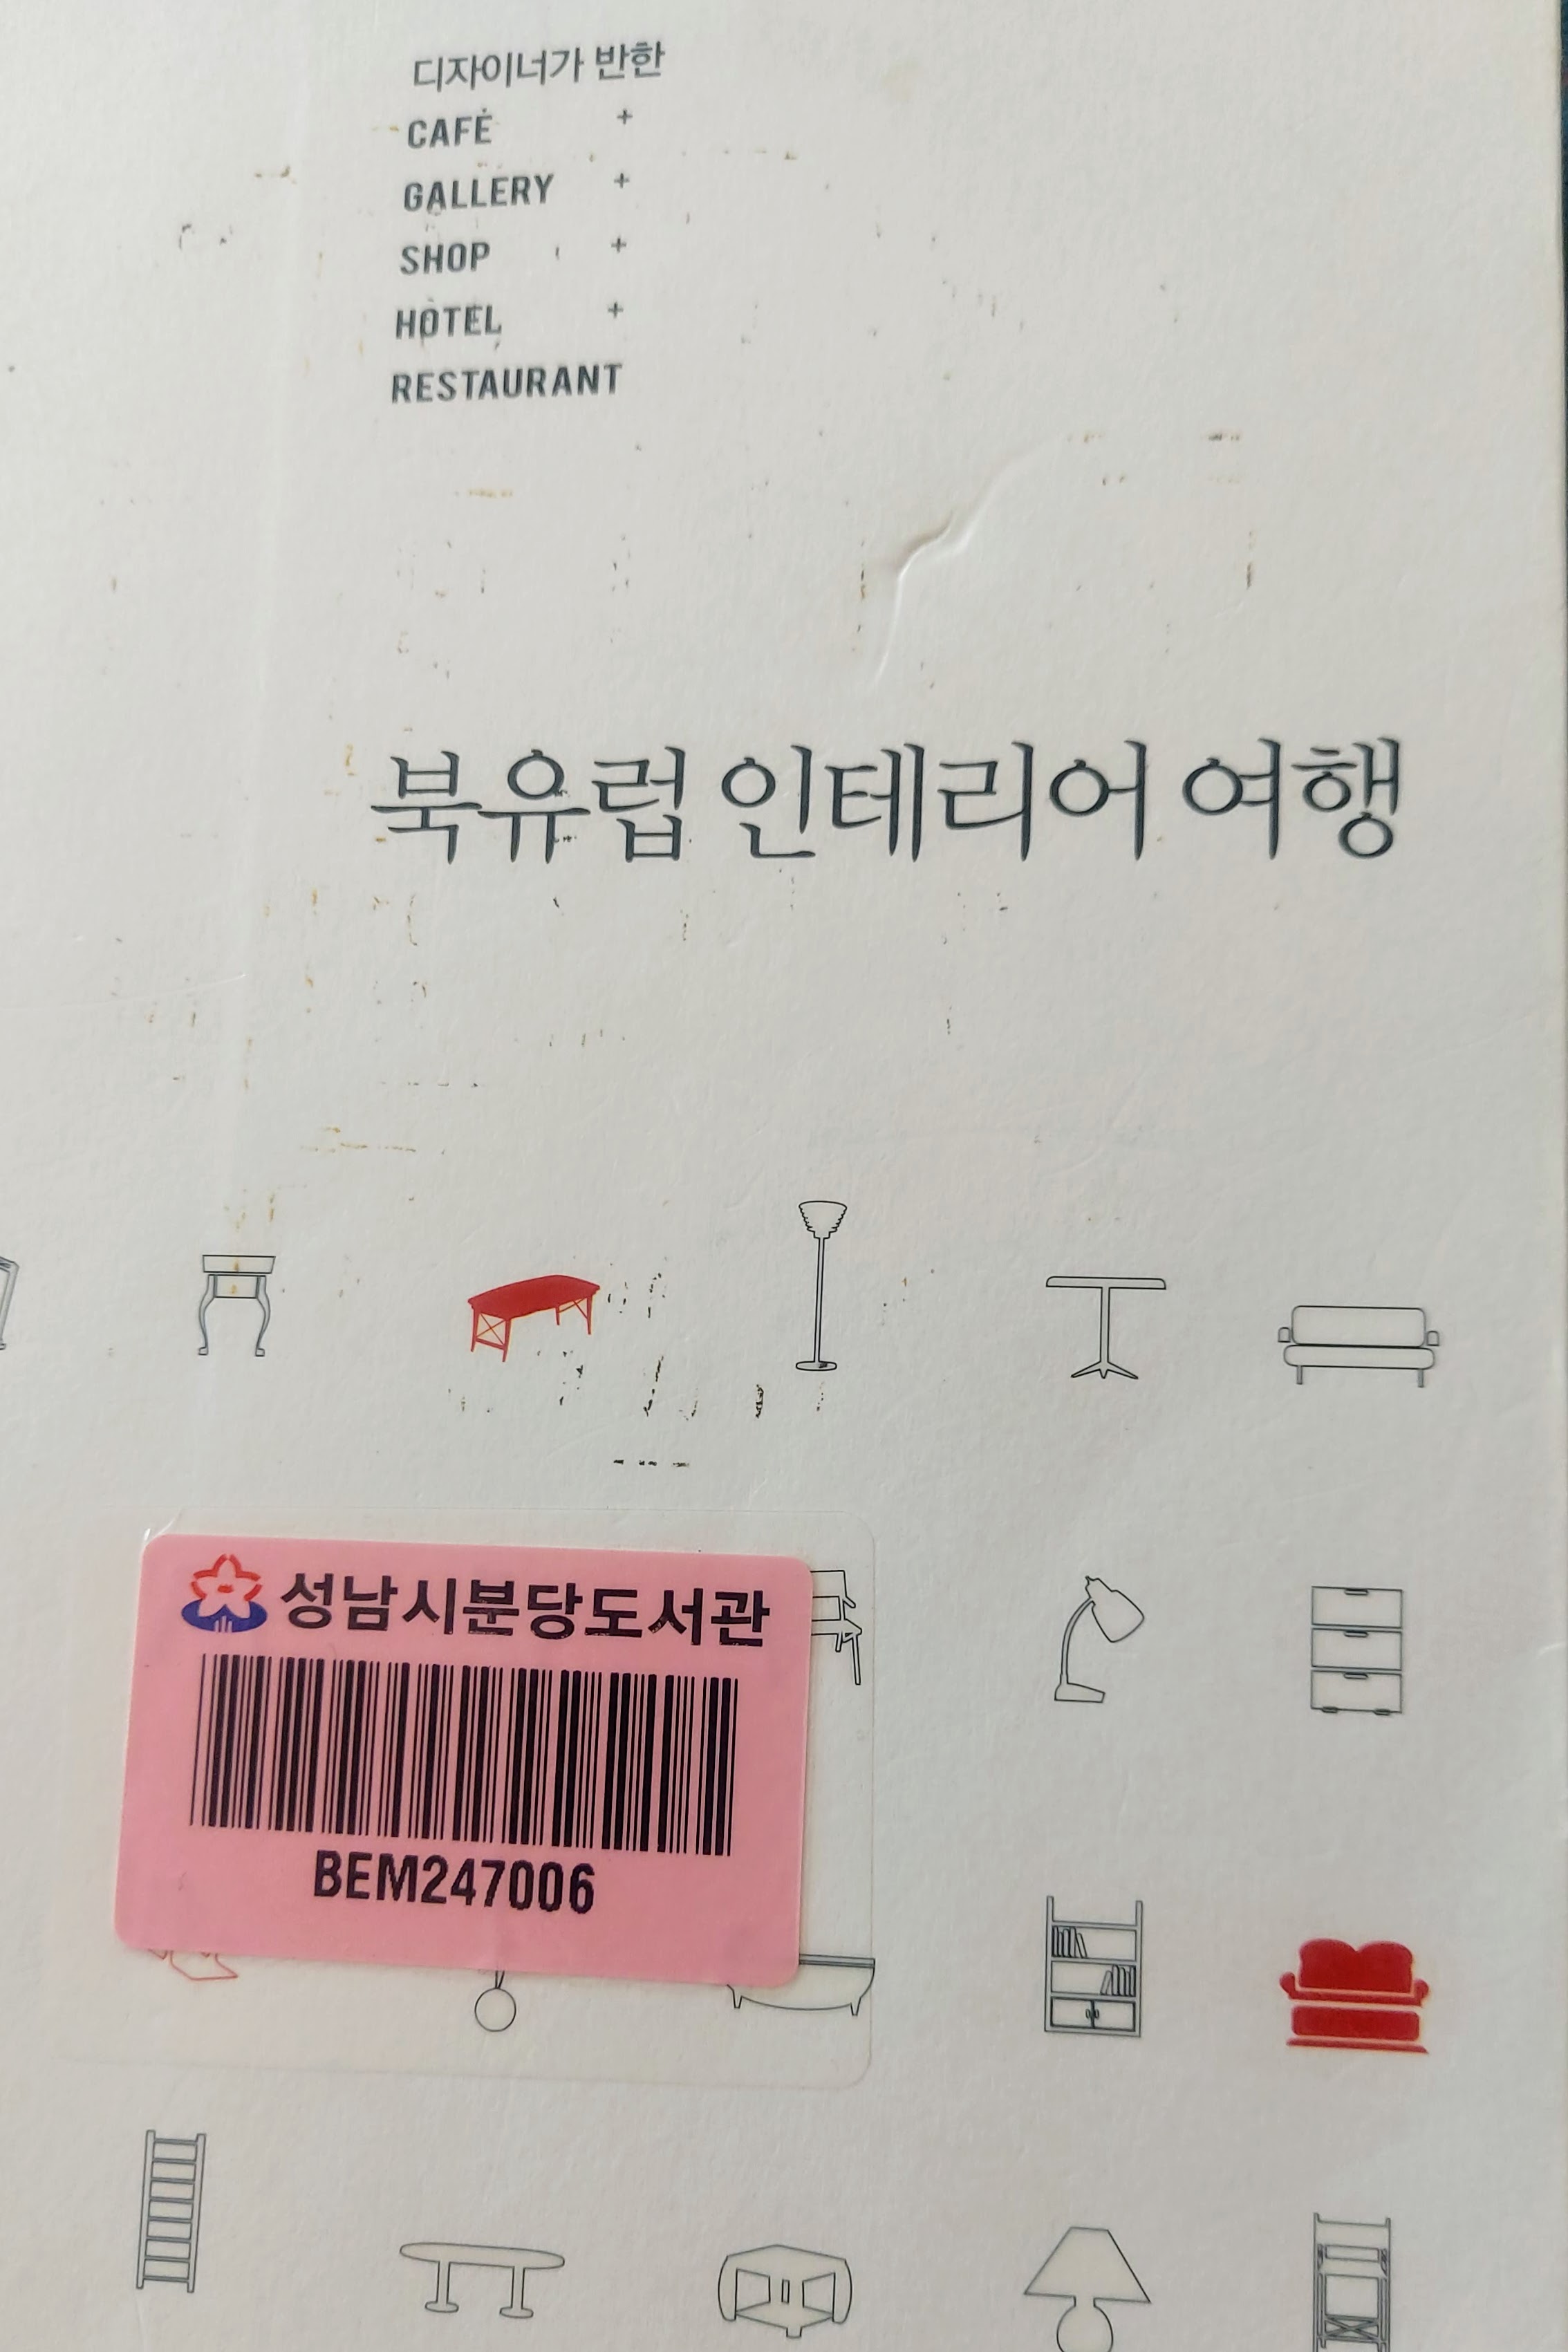 디자이너가 반한
CAFÉ +
GALLERY +
SHOP +
HOTEL +
RESTAURANT
북유럽 인테리어 여행
성남시분당도서관
BEM247006